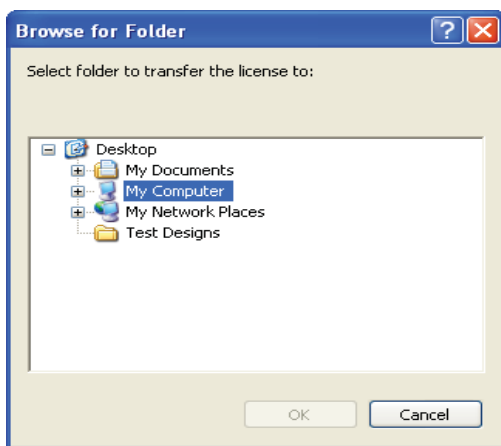 Browse for Folder
Select folder to transfer the license to:
Desktop
My Documents
My Computer
My Network Places
Test Designs
OK
Cancel